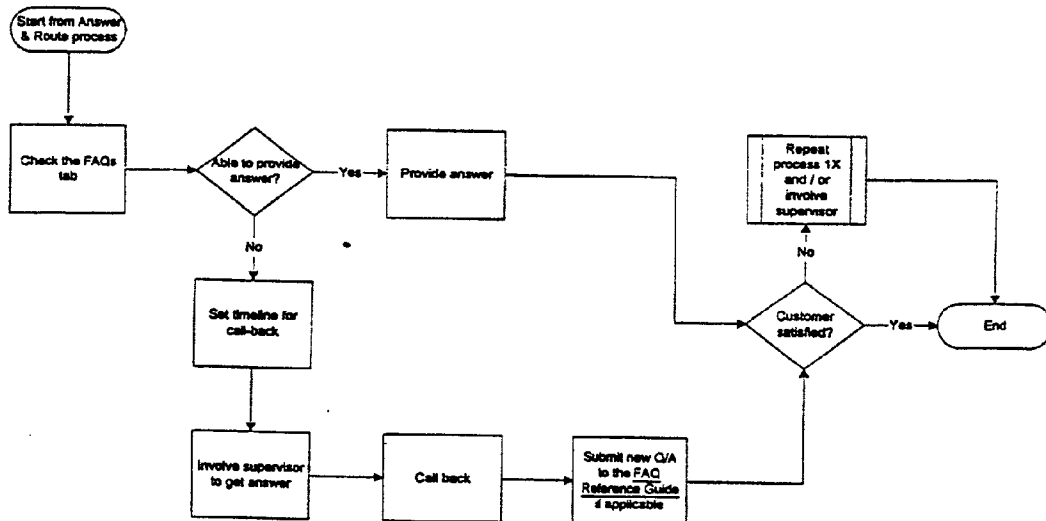 Start from Answer
& Route process
Check the FAQs
tab
Able to provide
answer?
Yes
Provide answer
Repeat
process 1X
and / or
involve
supervisor
No
No
Set timeline for
call-back
Customer
satisfied?
Yes
End
Involve supervisor
to get answer
Call back
Submit new Q/A
to the FAQ
Reference Guide
if applicable